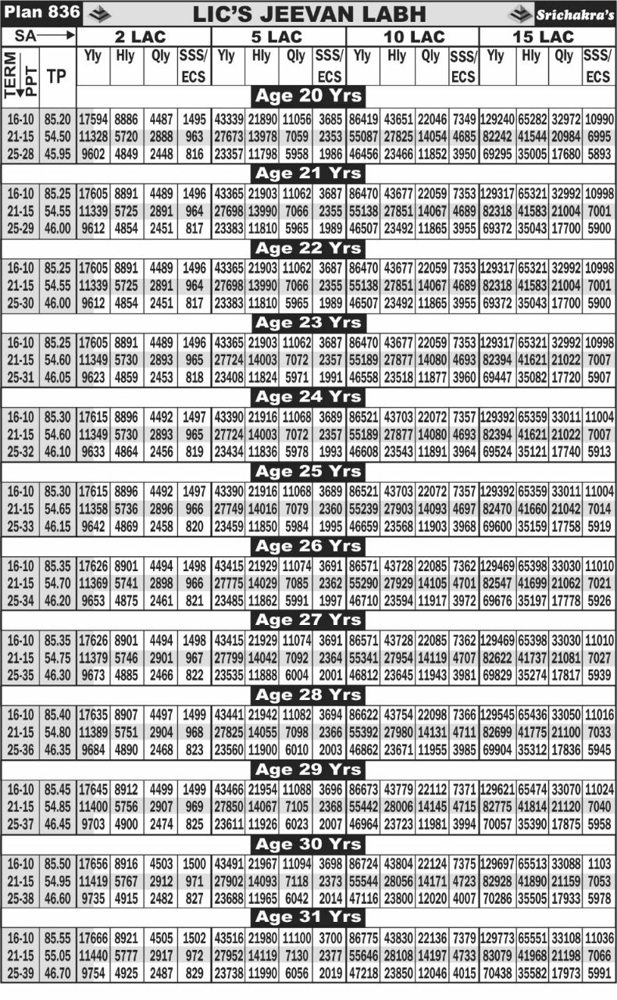 Plan 836 LIC'S JEEVAN LABH Srichakra's
SA 2 LAC 5 LAC 10 LAC 15 LAC
TERM PPT TP Yly Hly Qly SSS/ Yly Hly Qly SSS/ Yly Hly Qly SSS/ Yly Hly Qly SSS/
ECS ECS ECS ECS
Age 20 Yrs
16-10 85.20 17594 8886 4487 1495 43339 21890 11056 3685 86419 43651 22046 7349 129240 65282 32972 10990
21-15 54.50 11328 5720 2888 963 27673 13978 7059 2353 55087 27825 14054 4685 82242 41544 20984 6995
25-28 45.95 9602 4849 2448 816 23357 11798 5958 1986 46456 23466 11852 3950 69295 35005 17680 5893
Age 21 Yrs
16-10 85.25 17605 8891 4489 1496 43365 21903 11062 3687 86470 43677 22059 7353 129317 65321 32992 10998
21-15 54.55 11339 5725 2891 964 27698 13990 7066 2355 55138 27851 14067 4689 82318 41583 21004 7001
25-29 46.00 9612 4854 2451 817 23383 11810 5965 1989 46507 23492 11865 3955 69372 35043 17700 5900
Age 22 Yrs
16-10 85.25 17605 8891 4489 1496 43365 21903 11062 3687 86470 43677 22059 7353 129317 65321 32992 10998
21-15 54.55 11339 5725 2891 964 27698 13990 7066 2355 55138 27851 14067 4689 82318 41583 21004 7001
25-30 46.00 9612 4854 2451 817 23383 11810 5965 1989 46507 23492 11865 3955 69372 35043 17700 5900
Age 23 Yrs
16-10 85.25 17605 8891 4489 1496 43365 21903 11062 3687 86470 43677 22059 7353 129317 65321 32992 10998
21-15 54.60 11349 5730 2893 965 27724 14003 7072 2357 55189 27877 14080 4693 82394 41621 21022 7007
25-31 46.05 9623 4859 2453 818 23408 11824 5971 1991 46558 23518 11877 3960 69447 35082 17720 5907
Age 24 Yrs
16-10 85.30 17615 8896 4492 1497 43390 21916 11068 3689 86521 43703 22072 7357 129392 65359 33011 11004
21-15 54.60 11349 5730 2893 965 27724 14003 7072 2357 55189 27877 14080 4693 82394 41621 21022 7007
25-32 46.10 9633 4864 2456 819 23434 11836 5978 1993 46608 23543 11891 3964 69524 35121 17740 5913
Age 25 Yrs
16-10 85.30 17615 8896 4492 1497 43390 21916 11068 3689 86521 43703 22072 7357 129392 65359 33011 11004
21-15 54.65 11358 5736 2896 966 27749 14016 7079 2360 55239 27903 14093 4697 82470 41660 21042 7014
25-33 46.15 9642 4869 2458 820 23459 11850 5984 1995 46659 23568 11903 3968 69600 35159 17758 5919
Age 26 Yrs
16-10 85.35 17626 8901 4494 1498 43415 21929 11074 3691 86571 43728 22085 7362 129469 65398 33030 11010
21-15 54.70 11369 5741 2898 966 27775 14029 7085 2362 55290 27929 14105 4701 82547 41699 21062 7021
25-34 46.20 9653 4875 2461 821 23485 11862 5991 1997 46710 23594 11917 3972 69676 35197 17778 5926
Age 27 Yrs
16-10 85.35 17626 8901 4494 1498 43415 21929 11074 3691 86571 43728 22085 7362 129469 65398 33030 11010
21-15 54.75 11379 5746 2901 967 27799 14042 7092 2364 55341 27954 14119 4707 82622 41737 21081 7027
25-35 46.30 9673 4885 2466 822 23535 11888 6004 2001 46812 23645 11943 3981 69829 35274 17817 5939
Age 28 Yrs
16-10 85.40 17635 8907 4497 1499 43441 21942 11082 3694 86622 43754 22098 7366 129545 65436 33050 11016
21-15 54.80 11389 5751 2904 968 27825 14055 7098 2366 55392 27980 14131 4711 82699 41775 21100 7033
25-36 46.35 9684 4890 2468 823 23560 11900 6010 2003 46862 23671 11955 3985 69904 35312 17836 5945
Age 29 Yrs
16-10 85.45 17645 8912 4499 1499 43466 21954 11088 3696 86673 43779 22112 7371 129621 65474 33070 11024
21-15 54.85 11400 5756 2907 969 27850 14067 7105 2368 55442 28006 14145 4715 82775 41814 21120 7040
25-37 46.45 9703 4900 2474 825 23611 11926 6023 2007 46964 23723 11981 3994 70057 35390 17875 5958
Age 30 Yrs
16-10 85.50 17656 8916 4503 1500 43491 21967 11094 3698 86724 43804 22124 7375 129697 65513 33088 1103
21-15 54.95 11419 5767 2912 971 27902 14093 7118 2373 55544 28056 14171 4723 82928 41890 21159 7053
25-38 46.60 9735 4915 2482 827 23688 11965 6042 2014 47116 23800 12020 4007 70286 35505 17933 5978
Age 31 Yrs
16-10 85.55 17666 8921 4505 1502 43516 21980 11100 3700 86775 43830 22136 7379 129773 65551 33108 11036
21-15 55.05 11440 5777 2917 972 27952 14119 7130 2377 55646 28108 14197 4733 83079 41968 21198 7066
25-39 46.70 9754 4925 2487 829 23738 11990 6056 2019 47218 23850 12046 4015 70438 35582 17973 5991